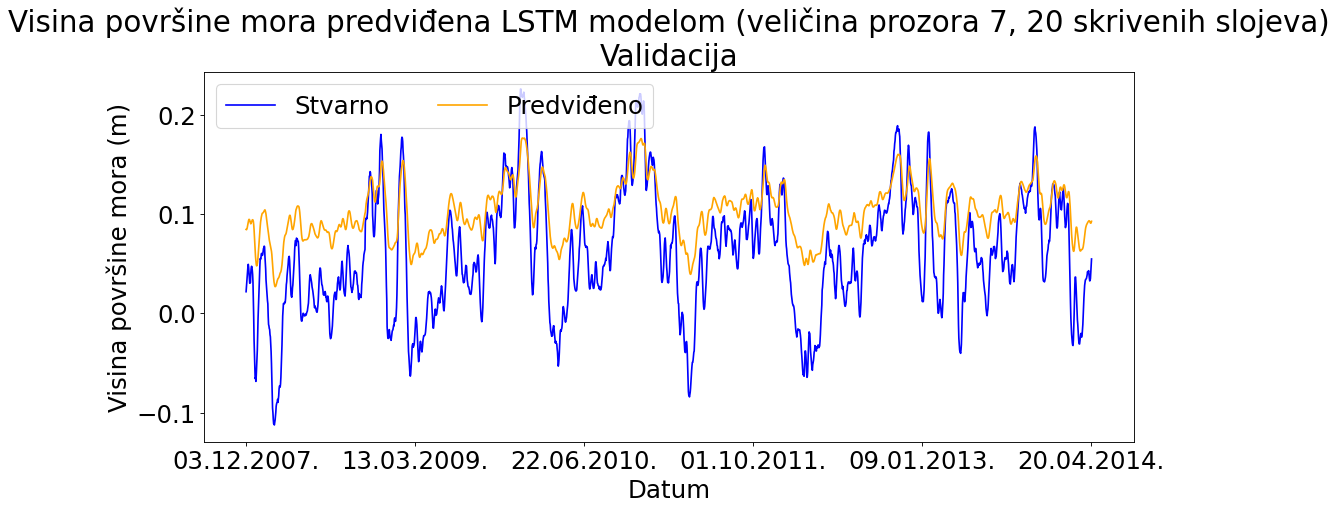 Visina površine mora predviđena LSTM modelom (veličina prozora 7, 20 skrivenih slojeva)
Validacija
Stvarno
Predviđeno
Visina površine mora (m)
0.2
0.1
0.0
−0.1
03.12.2007.
13.03.2009.
22.06.2010.
01.10.2011.
09.01.2013.
20.04.2014.
Datum